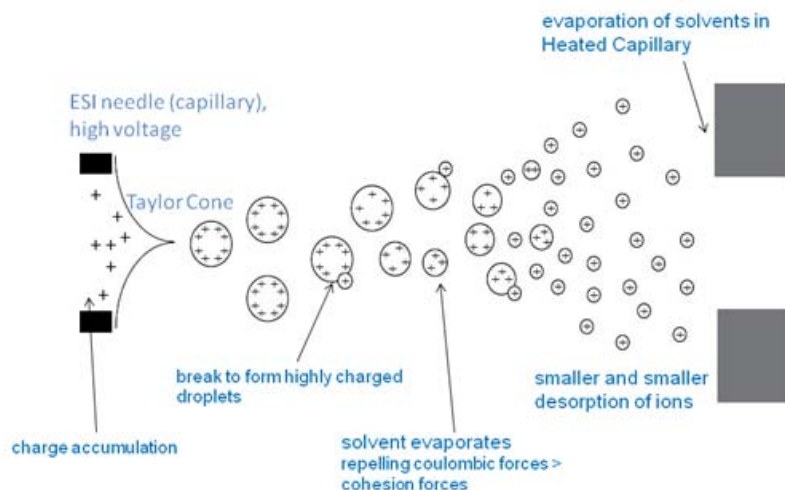 evaporation of solvents in
Heated Capillary
ESI needle (capillary),
high voltage
Taylor Cone
break to form highly charged
droplets
smaller and smaller
desorption of ions
charge accumulation
solvent evaporates
repelling coulombic forces >
cohesion forces